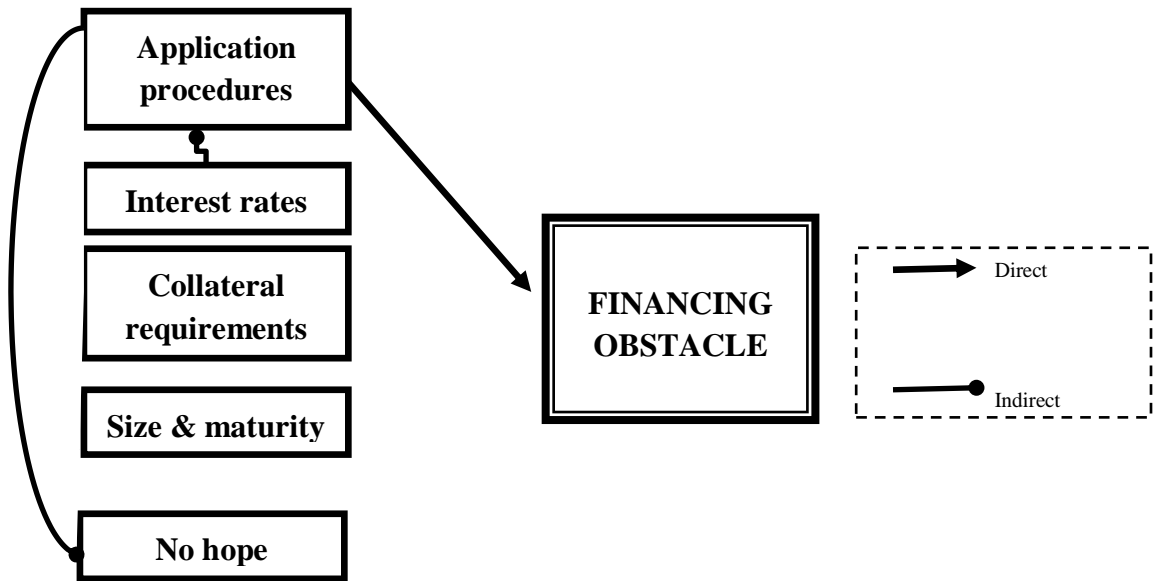 Application
procedures
Interest rates
Collateral
requirements
Size & maturity
No hope
FINANCING
OBSTACLE
Direct
Indirect